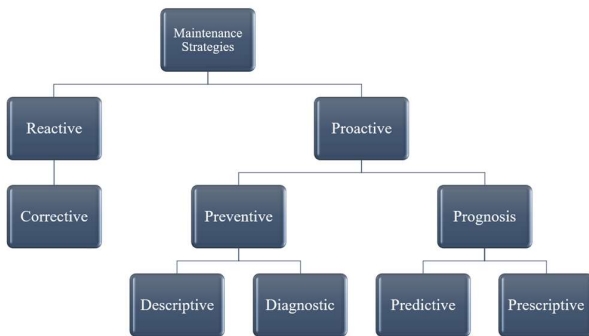 Maintenance
Strategies
Reactive
Proactive
Corrective
Preventive
Prognosis
Descriptive
Diagnostic
Predictive
Prescriptive